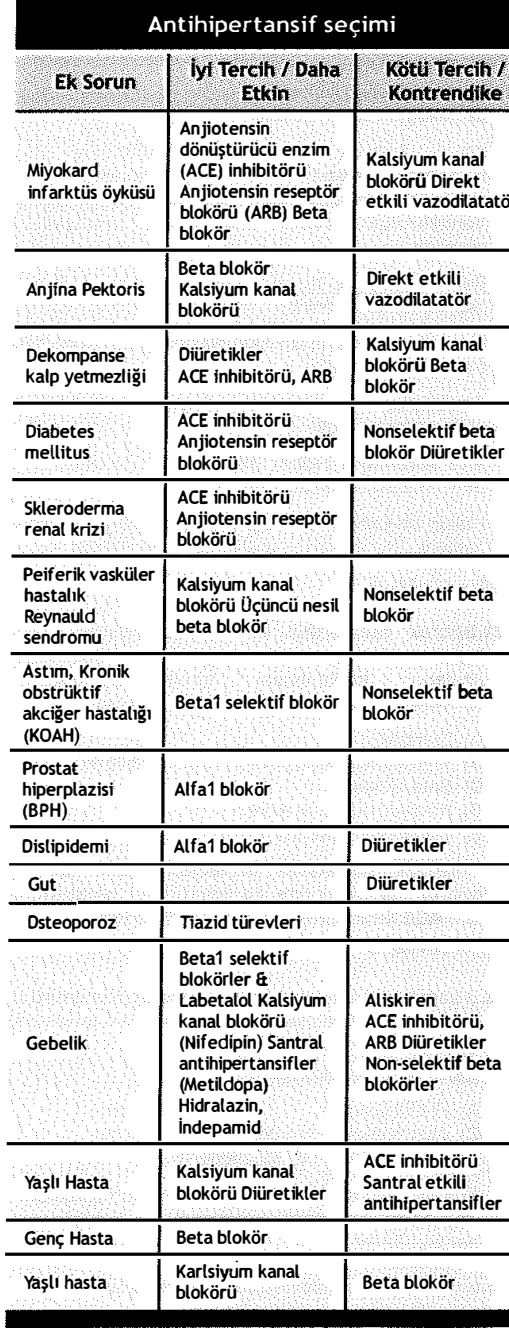 Antihipertansif seçimi
Ek Sorun
İyi Tercih / Daha
Etkin
Kötü Tercih /
Kontrendike
Miyokard
infarktüs öyküsü
Anjiotensin
dönüştürücü enzim
(ACE) inhibitörü
Anjiotensin reseptör
blokörü (ARB) Beta
blokör
Kalsiyum kanal
blokörü Direkt
etkili vazodilatatö
Anjina Pektoris
Beta blokör
Kalsiyum kanal
blokörü
Direkt etkili
vazodilatatör
Dekompanse
kalp yetmezliği
Diüretikler
ACE inhibitörü, ARB
Kalsiyum kanal
blokörü Beta
blokör
Diabetes
mellitus
ACE inhibitörü
Anjiotensin reseptör
blokörü
Nonselektif beta
blokör Diüretikler
Skleroderma
renal krizi
ACE inhibitörü
Anjiotensin reseptör
blokörü
Peiferik vasküler
hastalık
Reynauld
sendromu
Kalsiyum kanal
blokörü Üçüncü nesil
beta blokör
Nonselektif beta
blokör
Astım, Kronik
obstrüktif
akciğer hastalığı
(KOAH)
Beta1 selektif blokör
Nonselektif beta
blokör
Prostat
hiperplazisi
(BPH)
Alfa1 blokör
Dislipidemi
Alfa1 blokör
Diüretikler
Gut
Diüretikler
Dsteoporoz
Tiazid türevleri
Gebelik
Beta1 selektif
blokörler &
Labetalol Kalsiyum
kanal blokörü
(Nifedipin) Santral
antihipertansifler
(Metildopa)
Hidralazin,
İndepamid
Aliskiren
ACE inhibitörü,
ARB Diüretikler
Non-selektif beta
blokörler
Yaşlı Hasta
Kalsiyum kanal
blokörü Diüretikler
ACE inhibitörü
Santral etkili
antihipertansifler
Genç Hasta
Beta blokör
Yaşlı hasta
Karlsiyum kanal
blokörü
Beta blokör